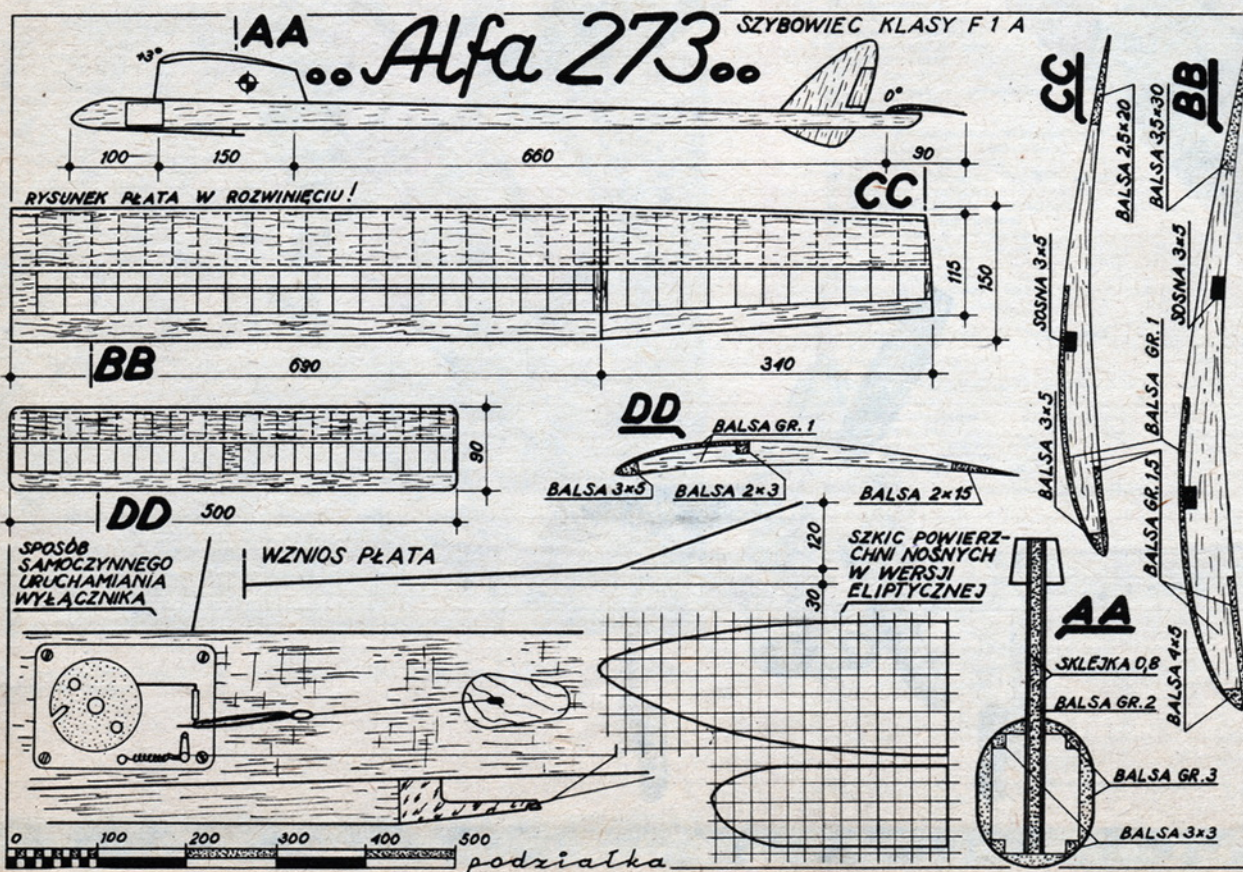 AA
Alfa 273
SZYBOWIEC KLASY F1A
+3°
0°
100
150
660
90
RYSUNEK PŁATA W ROZWINIĘCIU!
CC
115
150
BB
690
340
90
DD
500
DD
BALSA GR. 1
BALSA 3×5
BALSA 2×3
BALSA 2×15
SPOSÓB
SAMOCZYNNEGO
URUCHAMIANIA
WYŁĄCZNIKA
WZNIOS PŁATA
120
30
SZKIC POWIERZ-
CHNI NOŚNYCH
W WERSJI
ELIPTYCZNEJ
CC
BALSA 2,5×20
SOSNA 3×5
BALSA 3×5
BB
BALSA 3,5×30
SOSNA 3×5
BALSA GR. 1
BALSA GR. 1,5
BALSA 4×5
AA
SKLEJKA 0,8
BALSA GR. 2
BALSA GR. 3
BALSA 3×3
0 100 200 300 400 500
podziałka